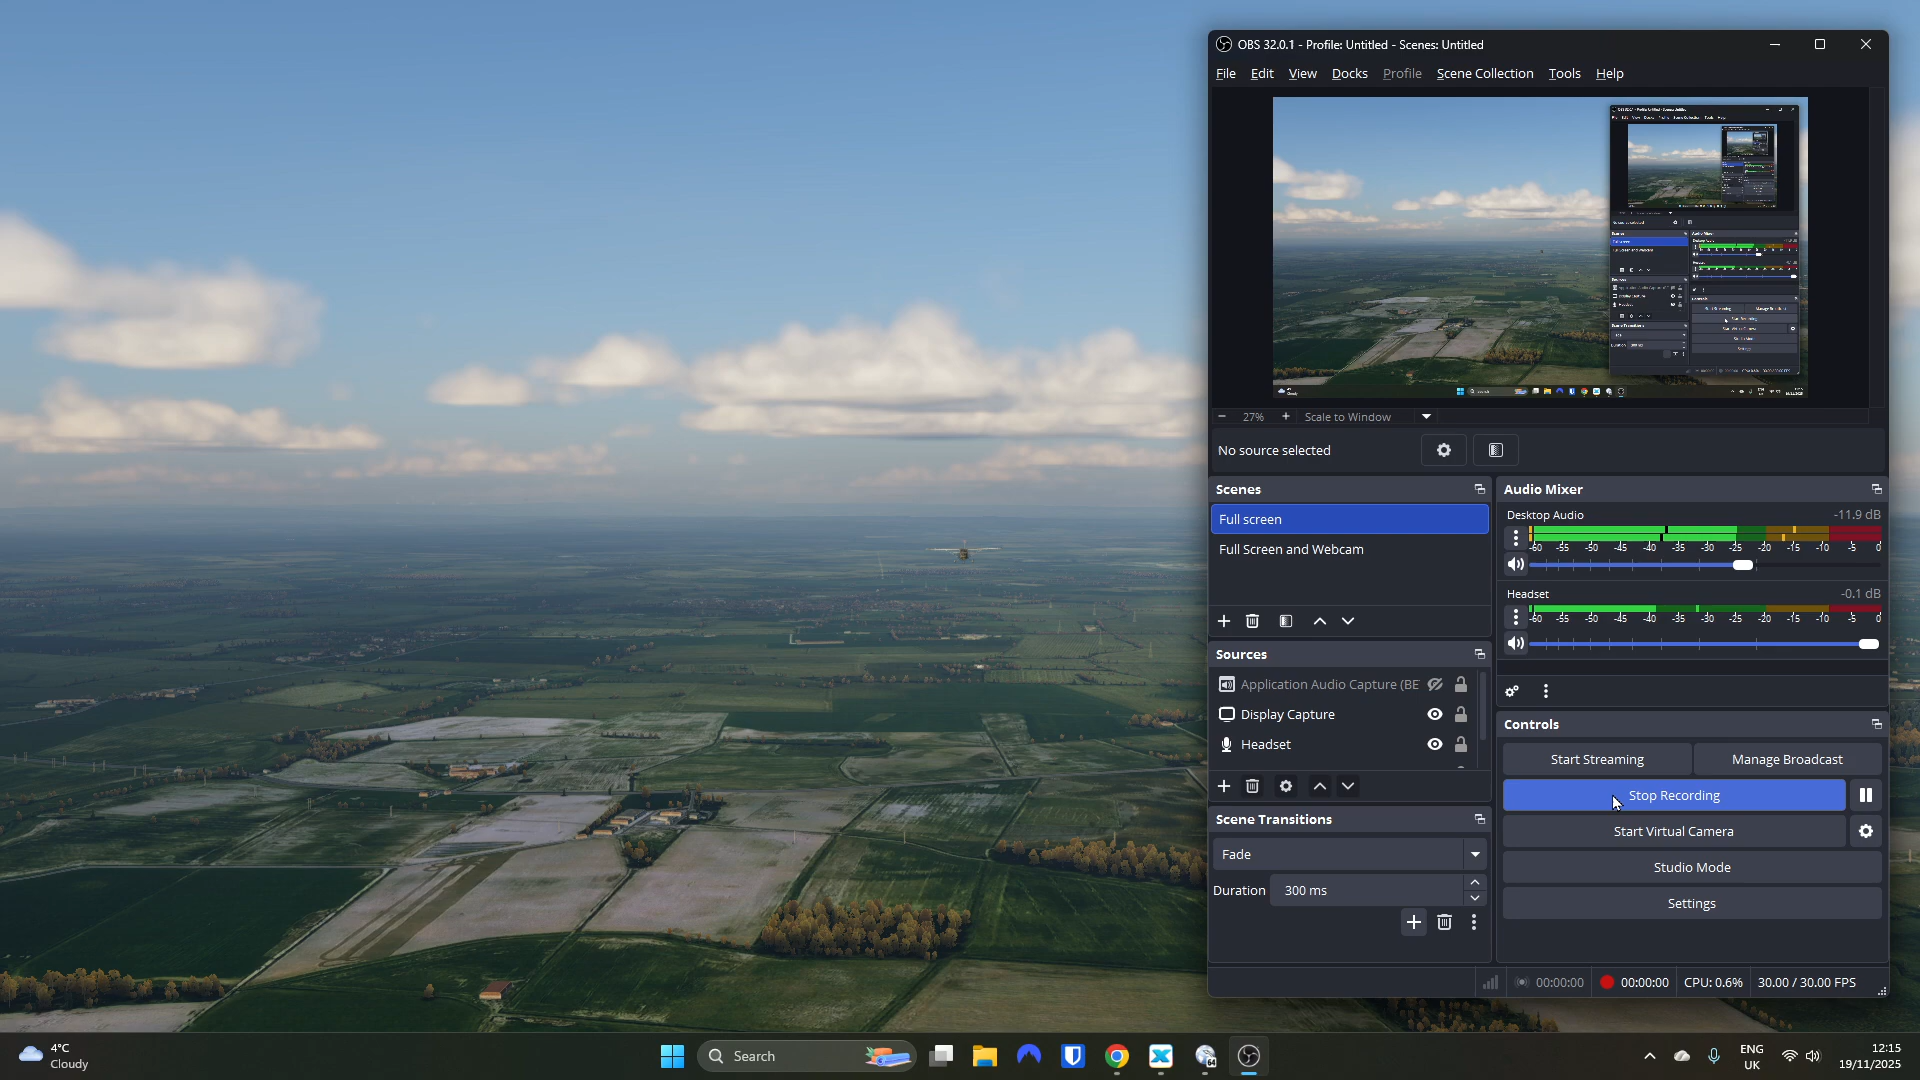 OBS 32.0.1 - Profile: Untitled - Scenes: Untitled
File Edit View Docks Profile Scene Collection Tools Help
27% Scale to Window
No source selected
Scenes
Full screen
Full Screen and Webcam
Sources
Application Audio Capture (BE
Display Capture
Headset
Scene Transitions
Fade
Duration 300 ms
Audio Mixer
Desktop Audio -11.9 dB
-60 -55 -50 -45 -40 -35 -30 -25 -20 -15 -10 -5 0
Headset -0.1 dB
-60 -55 -50 -45 -40 -35 -30 -25 -20 -15 -10 -5 0
Controls
Start Streaming Manage Broadcast
Stop Recording
Start Virtual Camera
Studio Mode
Settings
00:00:00 00:00:00 CPU: 0.6% 30.00 / 30.00 FPS
4°C
Cloudy
Search
64
ENG
UK
12:15
19/11/2025